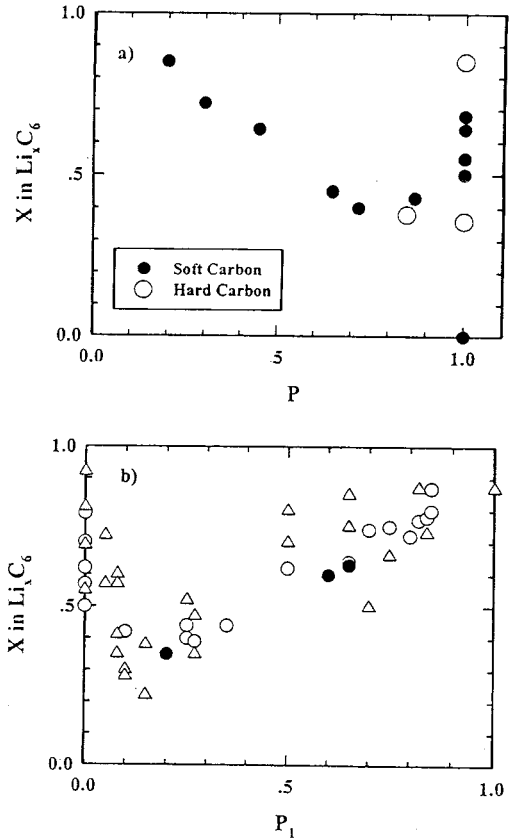 1.0
a)
X in LiₓC₆
.5
Soft Carbon
Hard Carbon
0.0
0.0 .5 1.0
P
1.0
b)
X in LiₓC₆
.5
0.0
0.0 .5 1.0
P₁